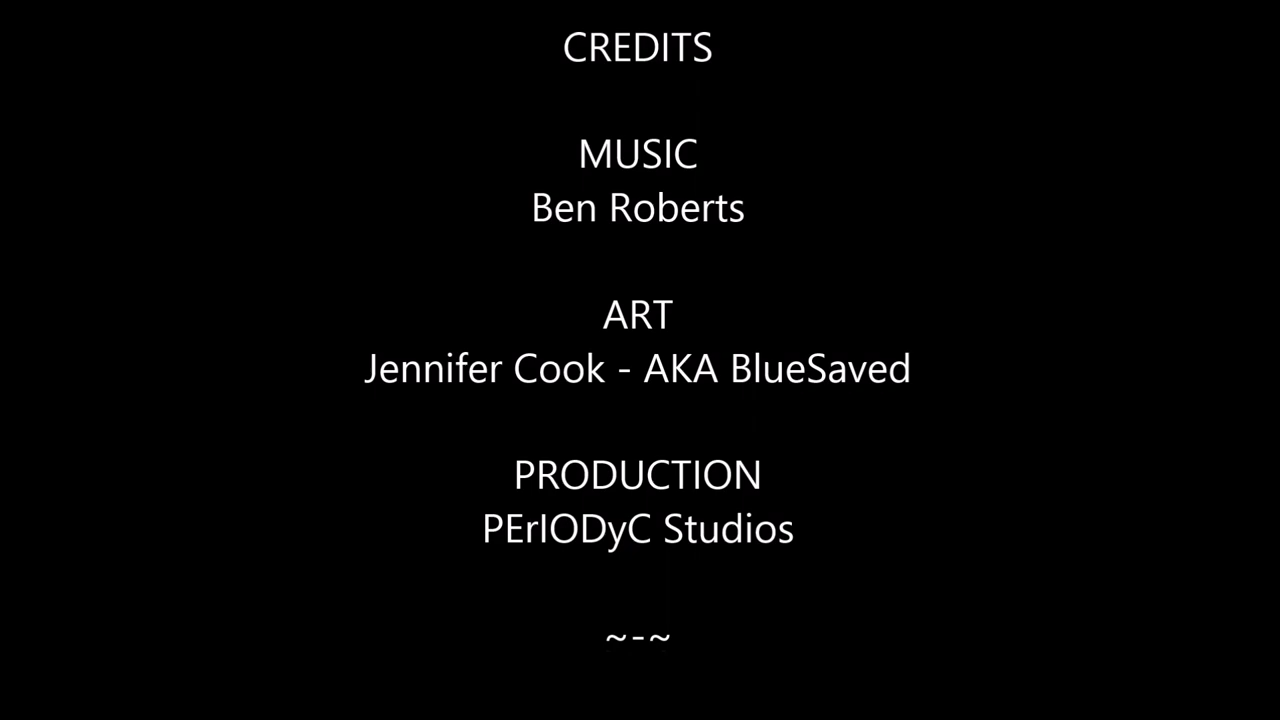 CREDITS
MUSIC
Ben Roberts
ART
Jennifer Cook - AKA BlueSaved
PRODUCTION
PErIODyC Studios
~-~